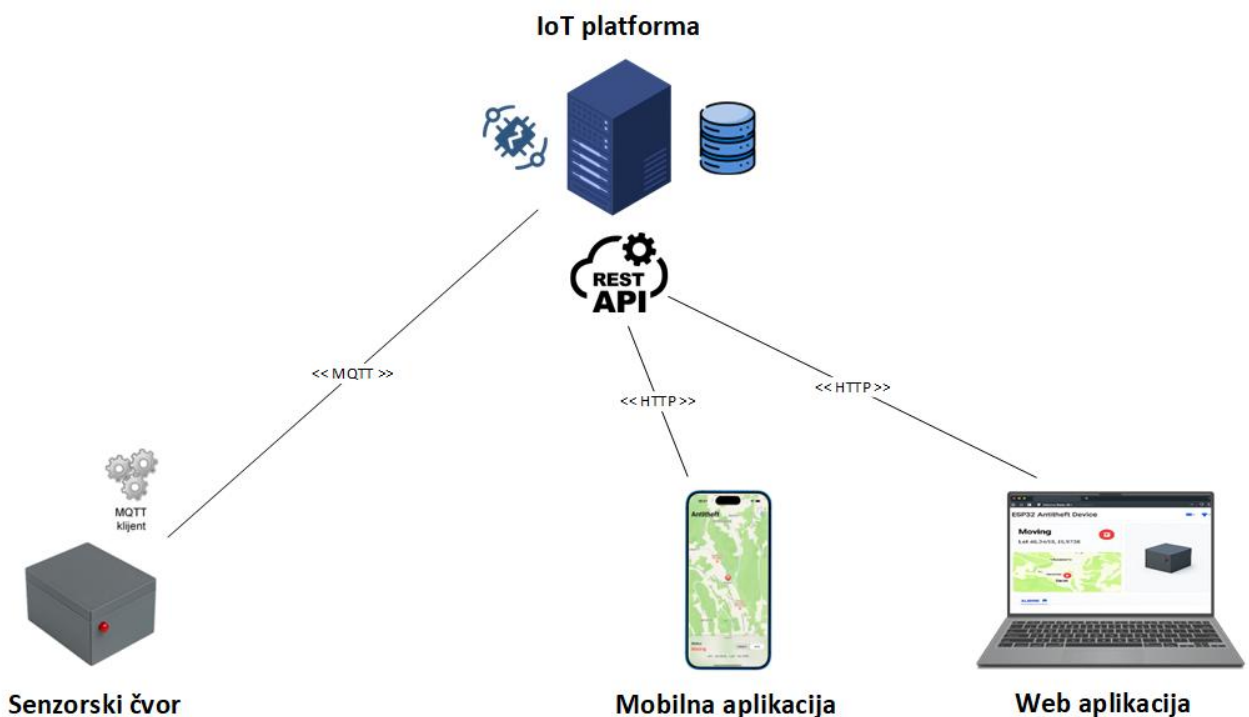 IoT platforma
REST
API
<< MQTT >>
<< HTTP >>
<< HTTP >>
MQTT
klijent
Antitheft
Moving
ESP32 Antitheft Device
Moving
Senzorski čvor
Mobilna aplikacija
Web aplikacija